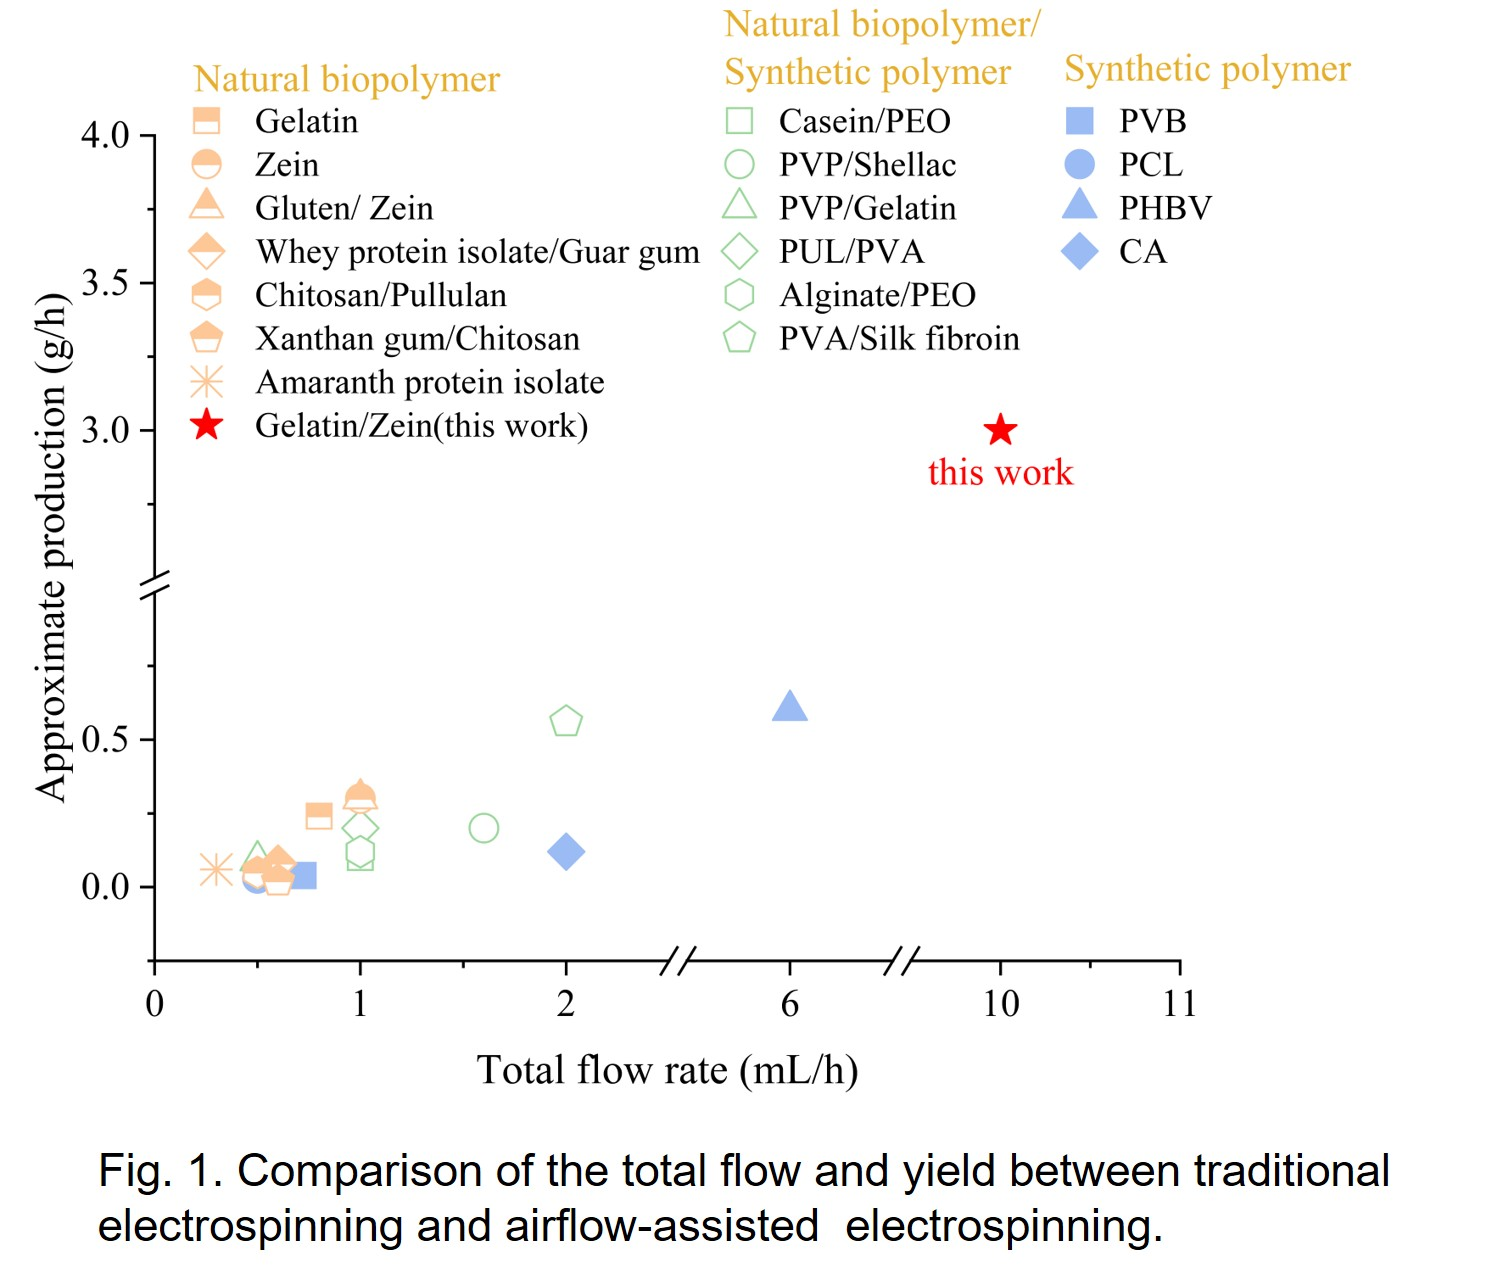 Natural biopolymer
Gelatin
Zein
Gluten/ Zein
Whey protein isolate/Guar gum
Chitosan/Pullulan
Xanthan gum/Chitosan
Amaranth protein isolate
Gelatin/Zein(this work)
Natural biopolymer/
Synthetic polymer
Casein/PEO
PVP/Shellac
PVP/Gelatin
PUL/PVA
Alginate/PEO
PVA/Silk fibroin
Synthetic polymer
PVB
PCL
PHBV
CA
Approximate production (g/h)
4.0
3.5
3.0
0.5
0.0
this work
0 1 2 6 10 11
Total flow rate (mL/h)
Fig. 1. Comparison of the total flow and yield between traditional
electrospinning and airflow-assisted electrospinning.